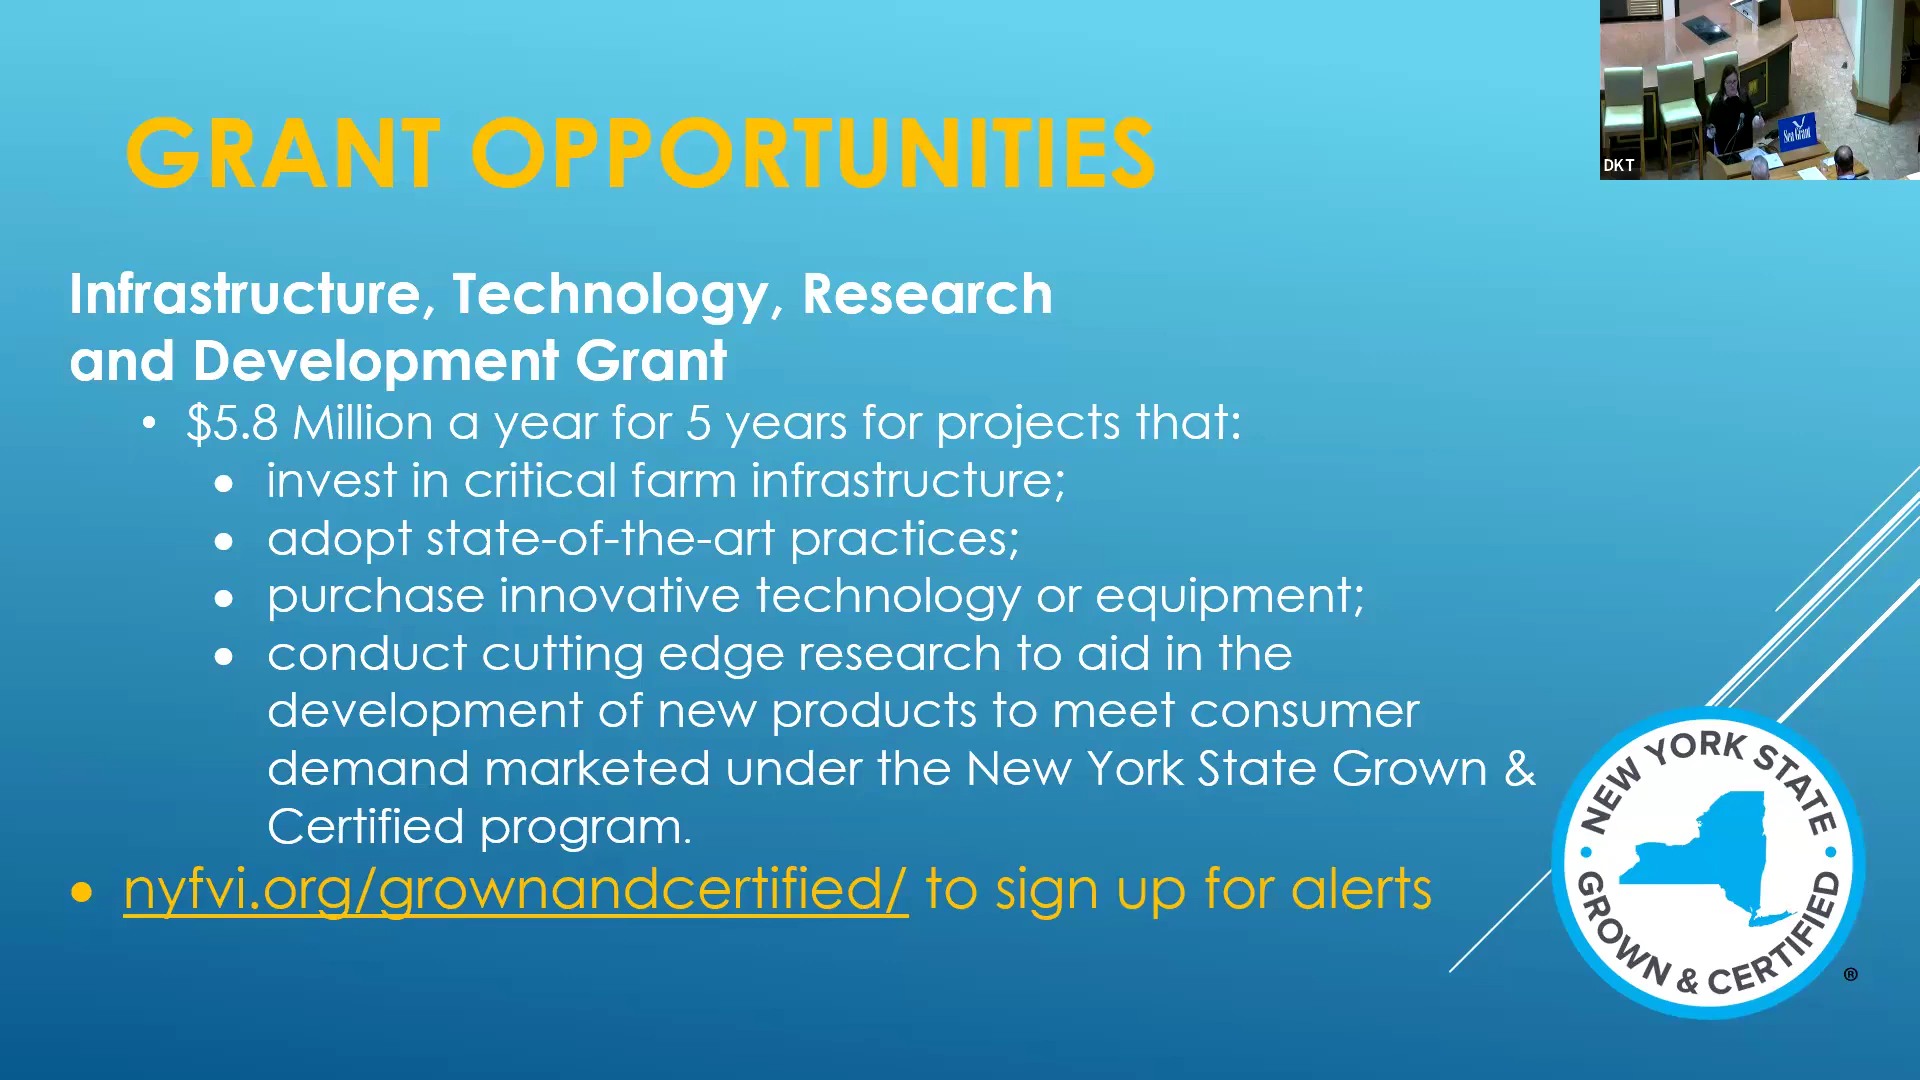 GRANT OPPORTUNITIES
Infrastructure, Technology, Research
and Development Grant
• $5.8 Million a year for 5 years for projects that:
● invest in critical farm infrastructure;
● adopt state-of-the-art practices;
● purchase innovative technology or equipment;
● conduct cutting edge research to aid in the
development of new products to meet consumer
demand marketed under the New York State Grown &
Certified program.
● nyfvi.org/grownandcertified/ to sign up for alerts
DKT
Sea Grant
NEW YORK STATE
GROWN & CERTIFIED
®